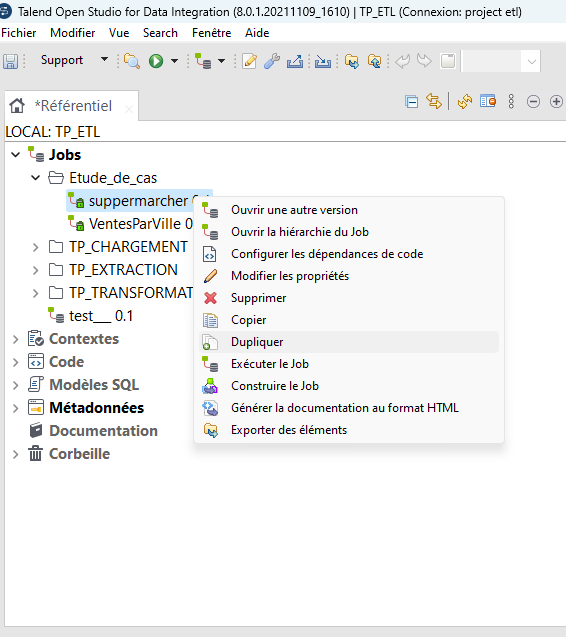 Talend Open Studio for Data Integration (8.0.1.20211109_1610) | TP_ETL (Connexion: project etl)
Fichier Modifier Vue Search Fenêtre Aide
Support
*Référentiel
LOCAL: TP_ETL
Jobs
Etude_de_cas
suppermarcher
VentesParVille 0
TP_CHARGEMENT
TP_EXTRACTION
TP_TRANSFORMAT
test___ 0.1
Contextes
Code
Modèles SQL
Métadonnées
Documentation
Corbeille
Ouvrir une autre version
Ouvrir la hiérarchie du Job
Configurer les dépendances de code
Modifier les propriétés
Supprimer
Copier
Dupliquer
Exécuter le Job
Construire le Job
Générer la documentation au format HTML
Exporter des éléments